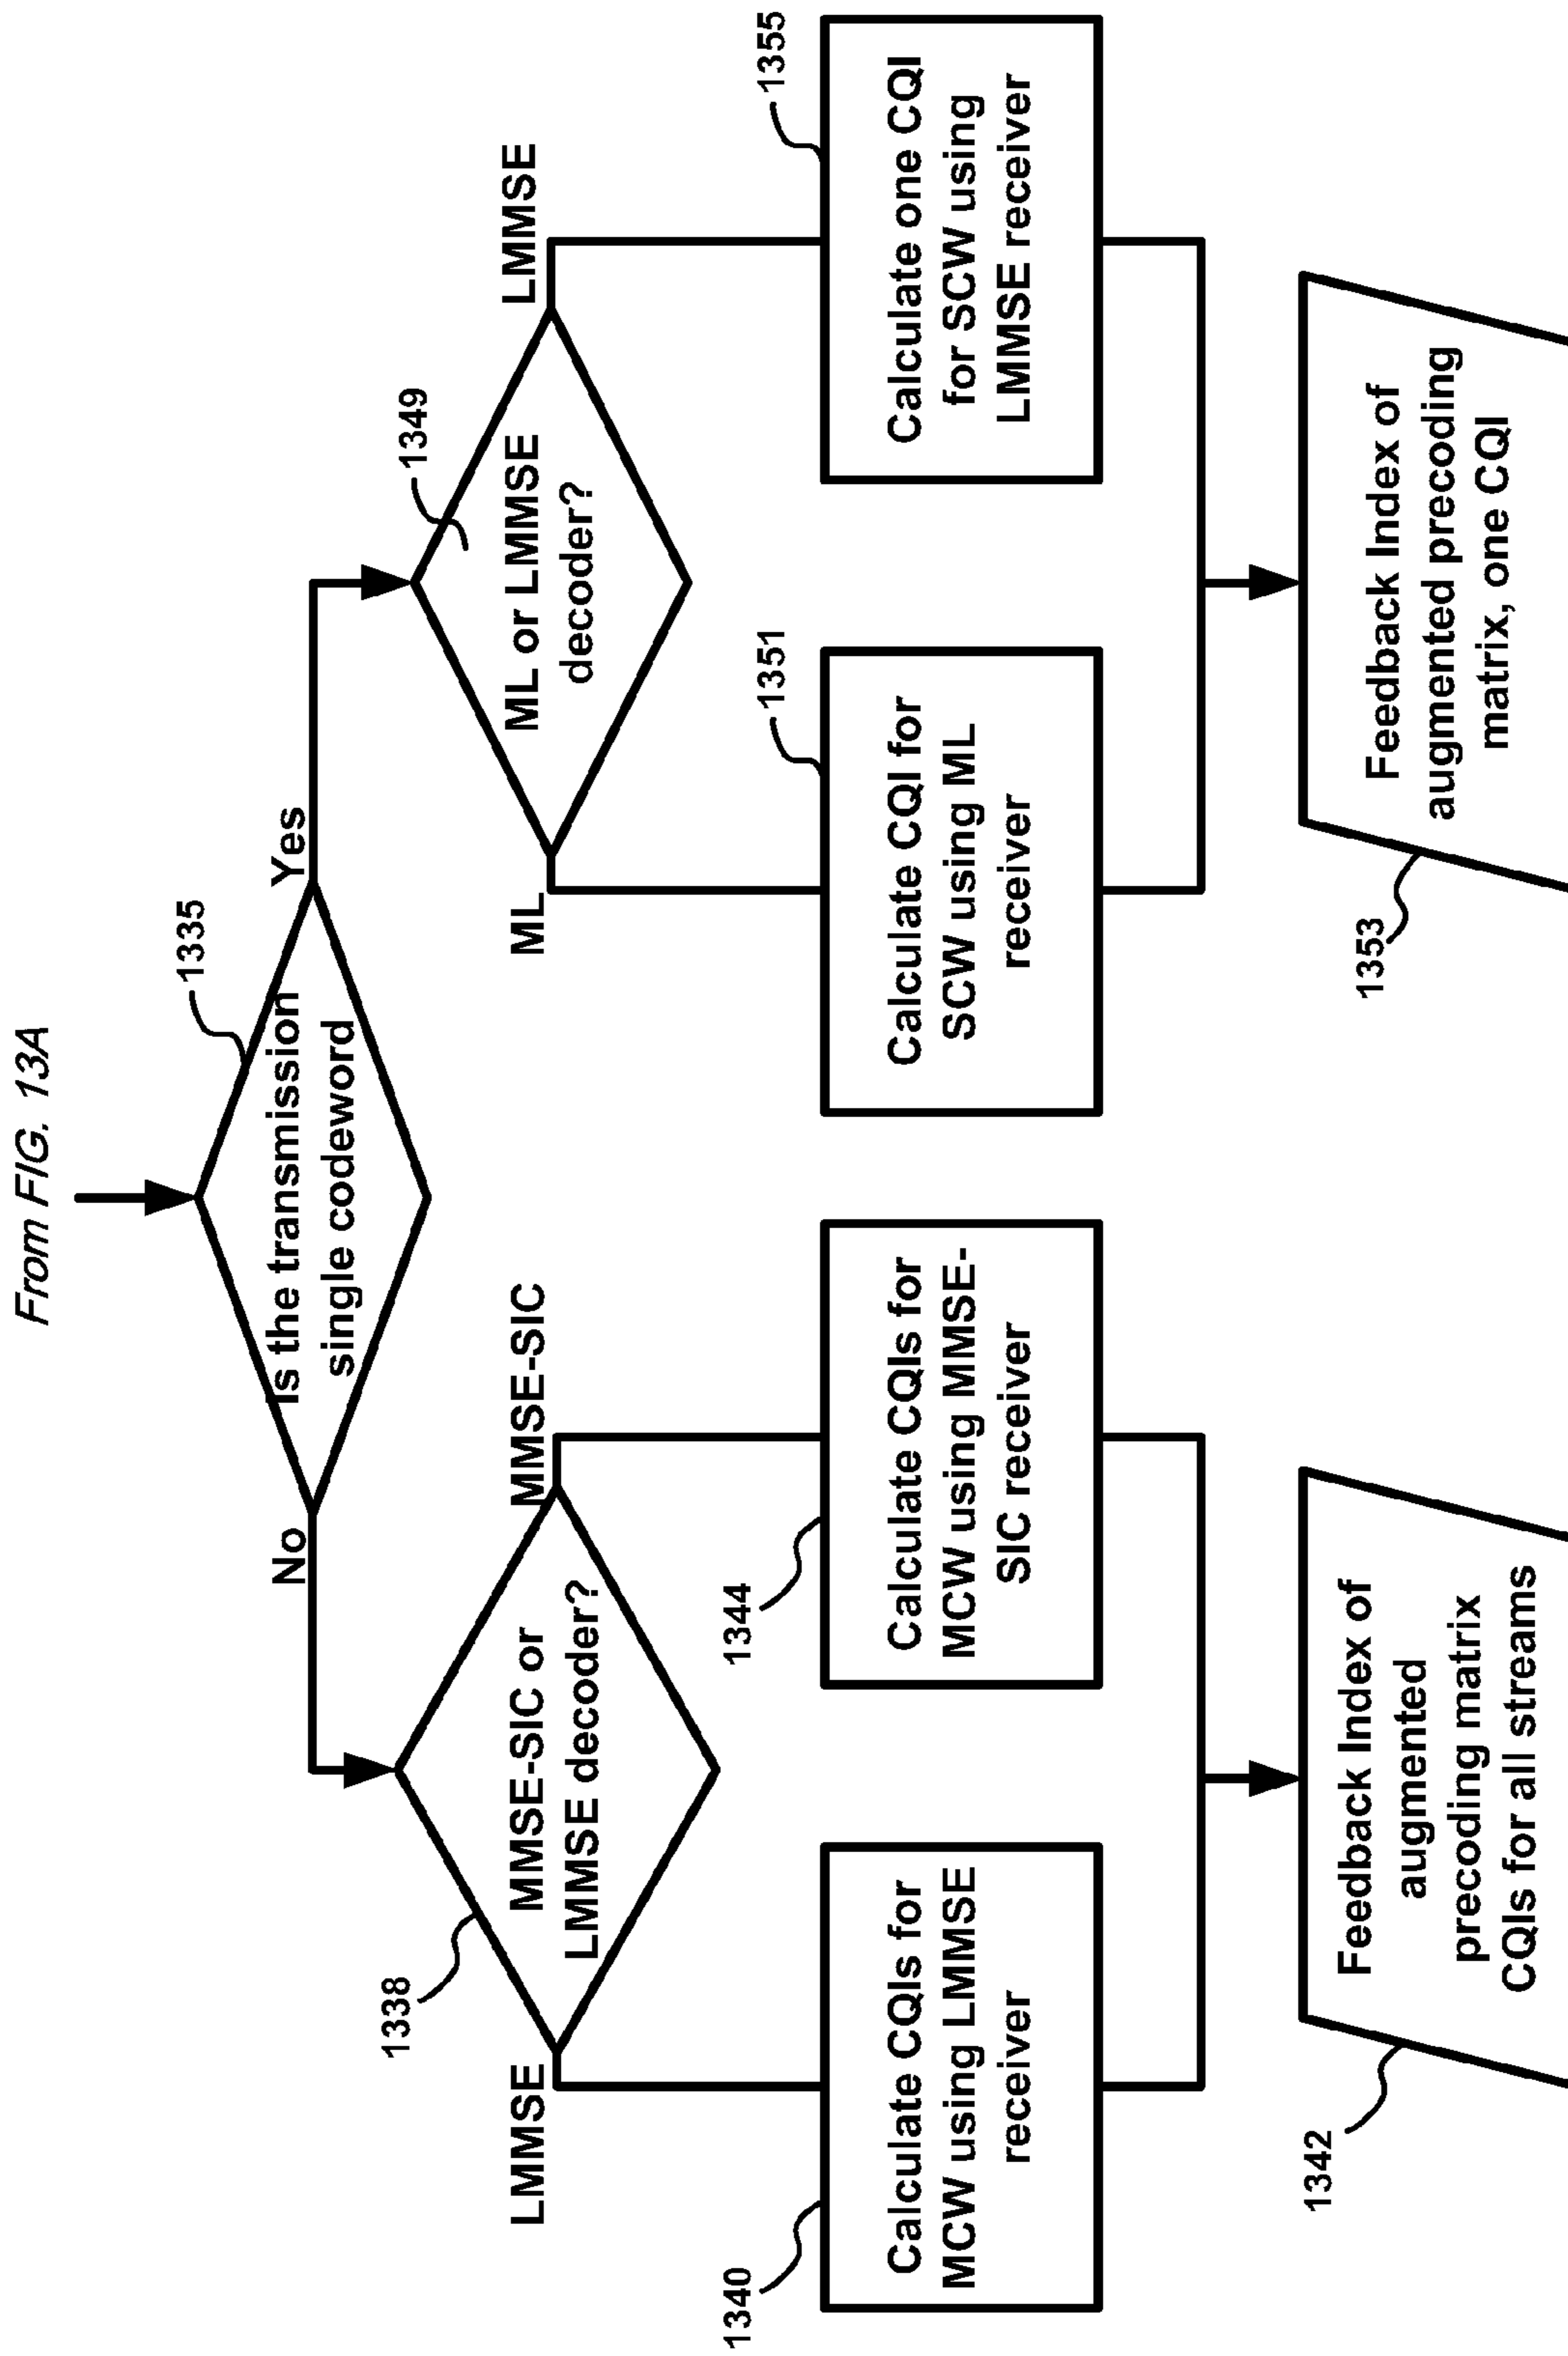 From FIG. 13A
1335
Is the transmission
single codeword
No
Yes
1338
MMSE-SIC or
LMMSE decoder?
LMMSE
MMSE-SIC
1349
ML or LMMSE
decoder?
ML
LMMSE
1340
Calculate CQIs for
MCW using LMMSE
receiver
1344
Calculate CQIs for
MCW using MMSE-
SIC receiver
1351
Calculate CQI for
SCW using ML
receiver
1355
Calculate one CQI
for SCW using
LMMSE receiver
1342
Feedback Index of
augmented
precoding matrix
CQIs for all streams
1353
Feedback Index of
augmented precoding
matrix, one CQI